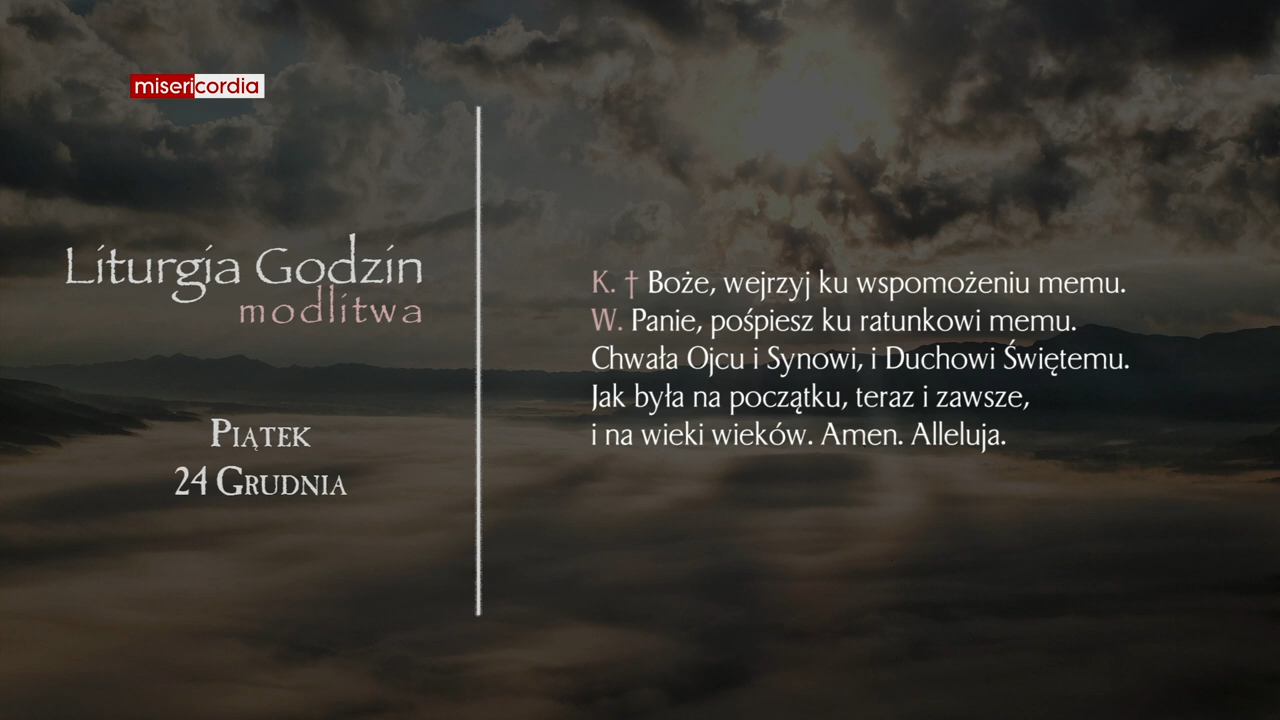 misericordia
Liturgia Godzin
modlitwa
Piątek
24 Grudnia
K. † Boże, wejrzyj ku wspomożeniu memu.
W. Panie, pośpiesz ku ratunkowi memu.
Chwała Ojcu i Synowi, i Duchowi Świętemu.
Jak była na początku, teraz i zawsze,
i na wieki wieków. Amen. Alleluja.